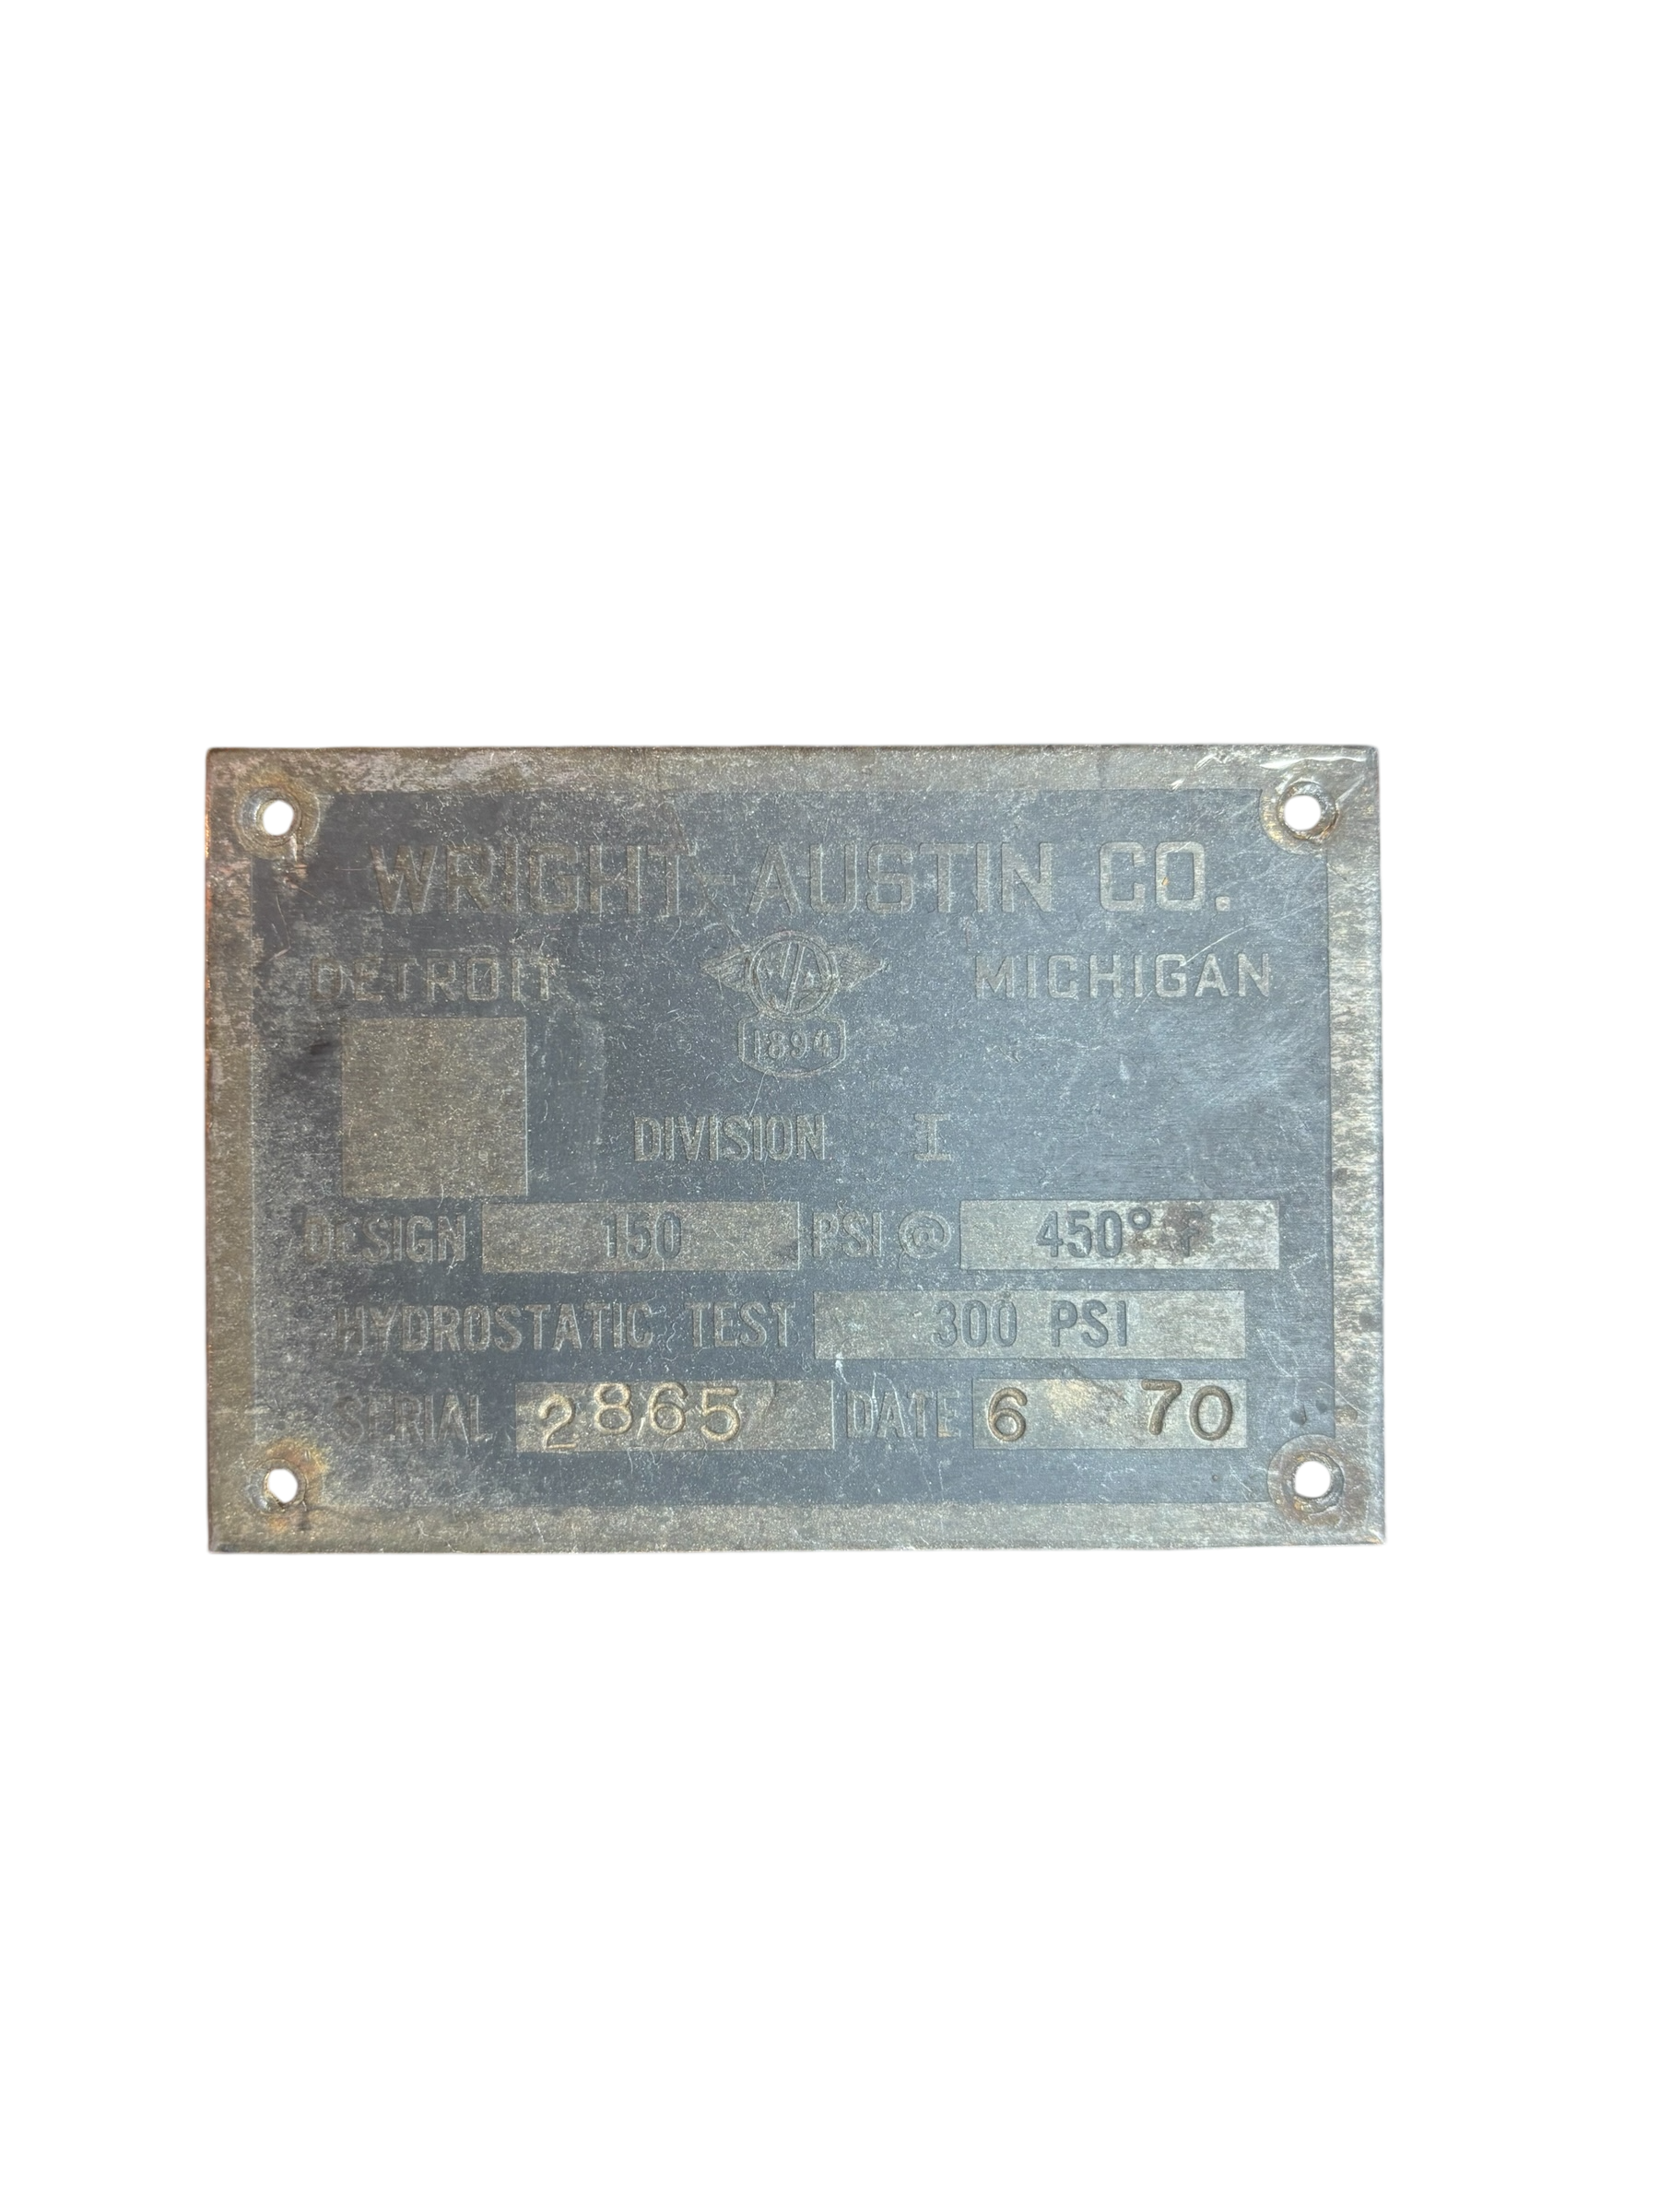 WRIGHT-AUSTIN CO.
DETROIT WA MICHIGAN
1894
DIVISION I
DESIGN 150 PSI @ 450° F
HYDROSTATIC TEST 300 PSI
SERIAL 2865 DATE 6 70